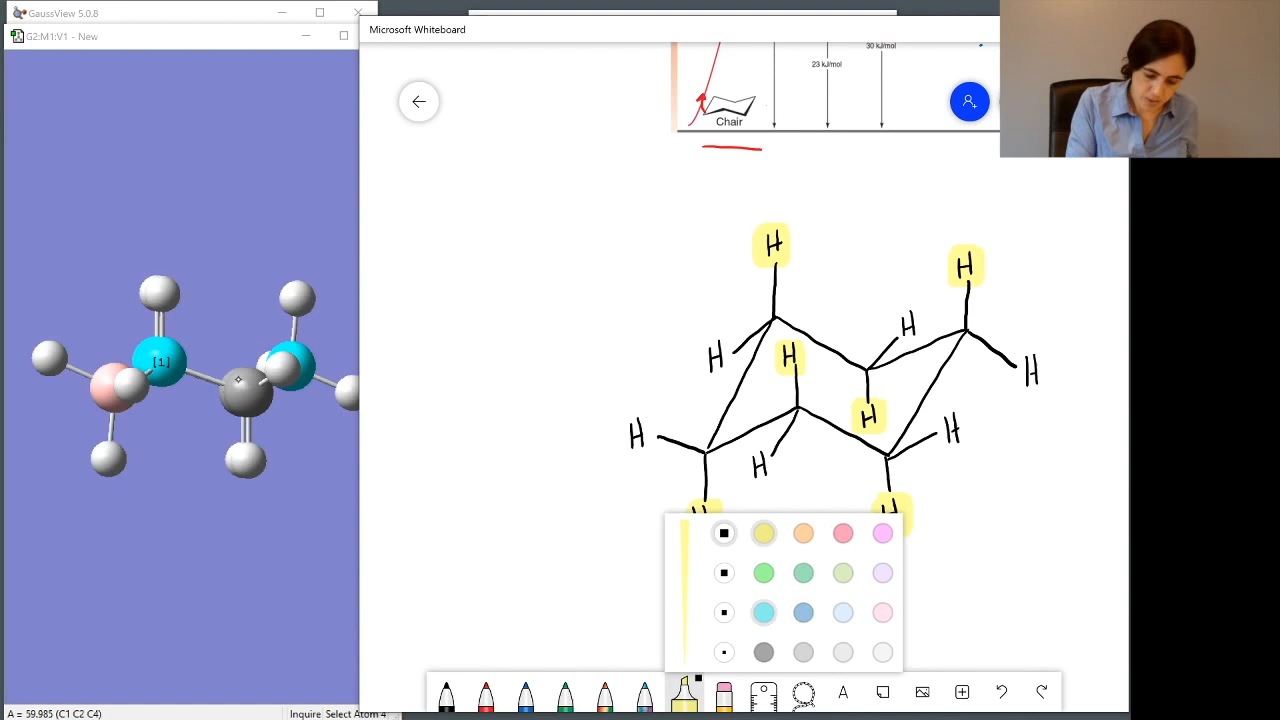 GaussView 5.0.8
G2:M1:V1 - New
Microsoft Whiteboard
30 kJ/mol
23 kJ/mol
Chair
H
H
H
H
H
H
H
H
H
H
H
H
[1]
A
A = 59.985 (C1 C2 C4)
Inquire Select Atom 4